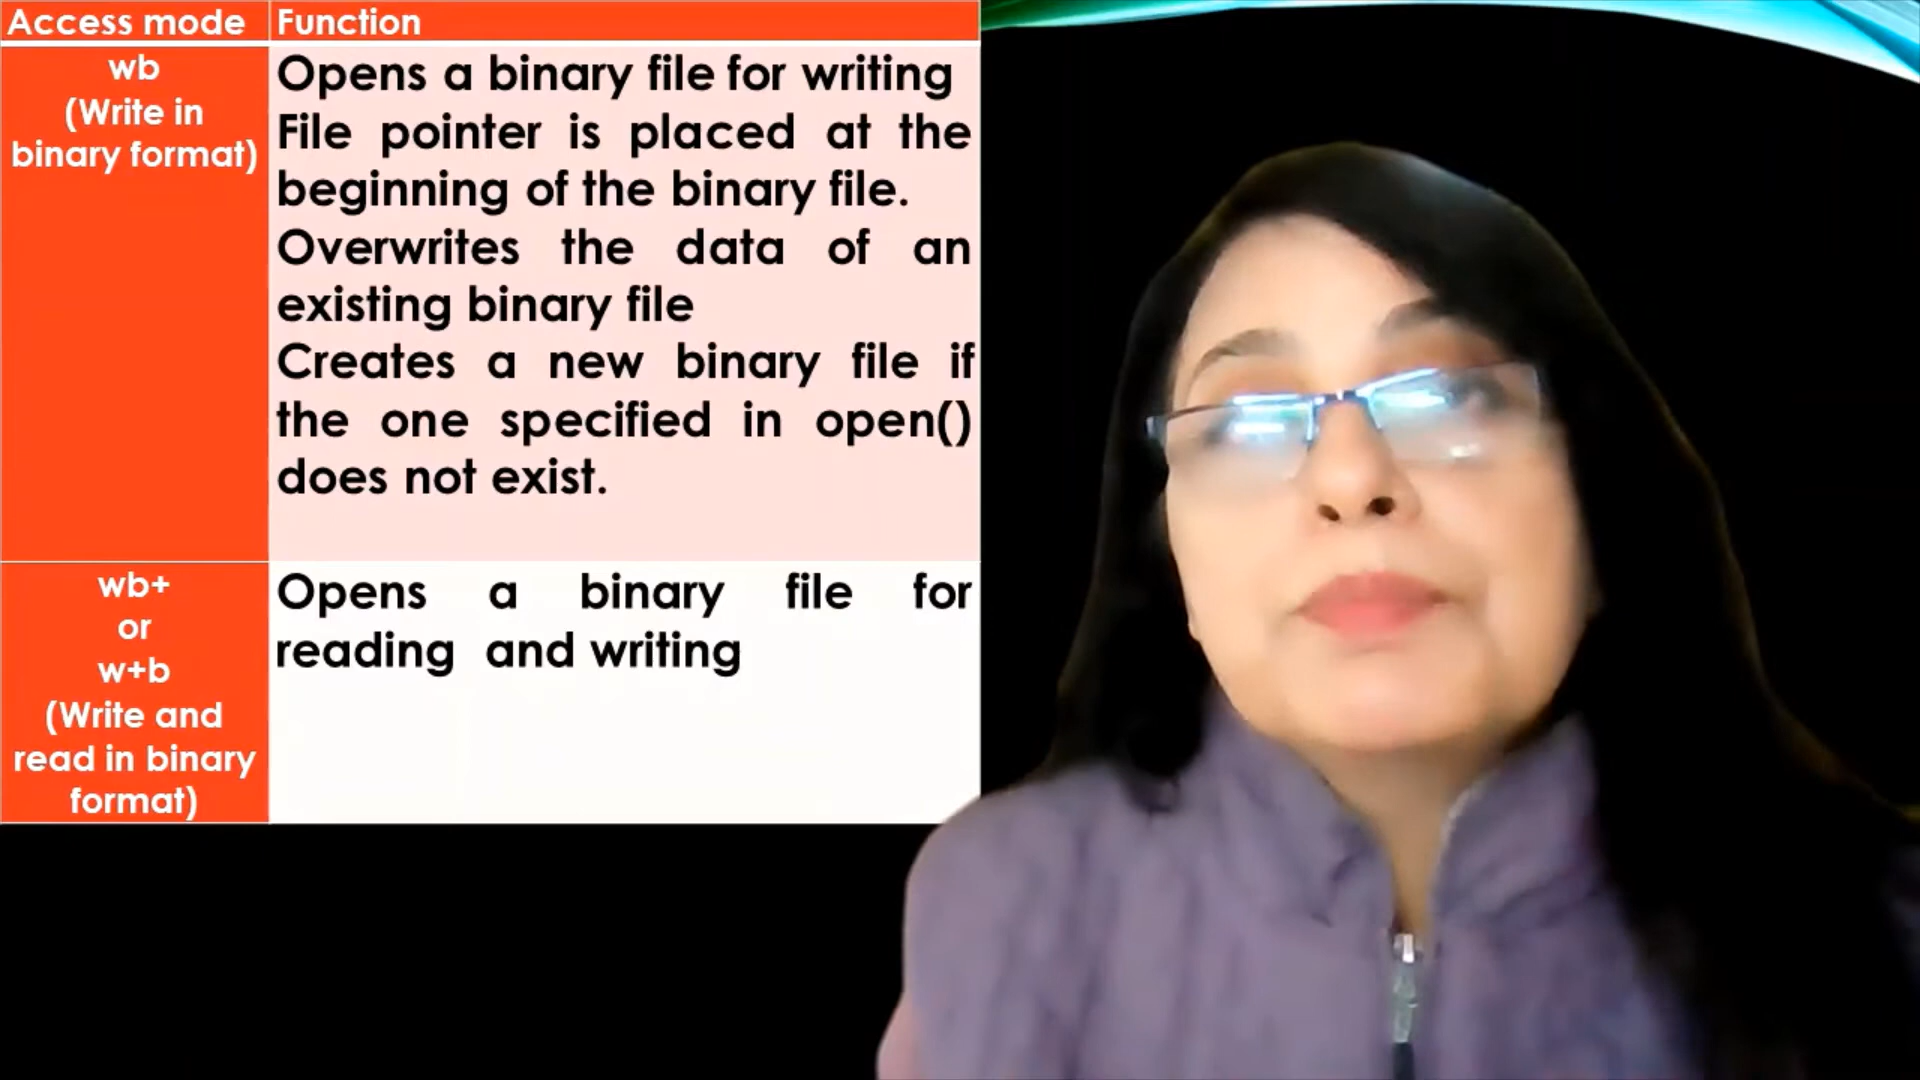 Access mode Function
wb
(Write in
binary format)
Opens a binary file for writing
File pointer is placed at the
beginning of the binary file.
Overwrites the data of an
existing binary file
Creates a new binary file if
the one specified in open()
does not exist.
wb+
or
w+b
(Write and
read in binary
format)
Opens a binary file for
reading and writing